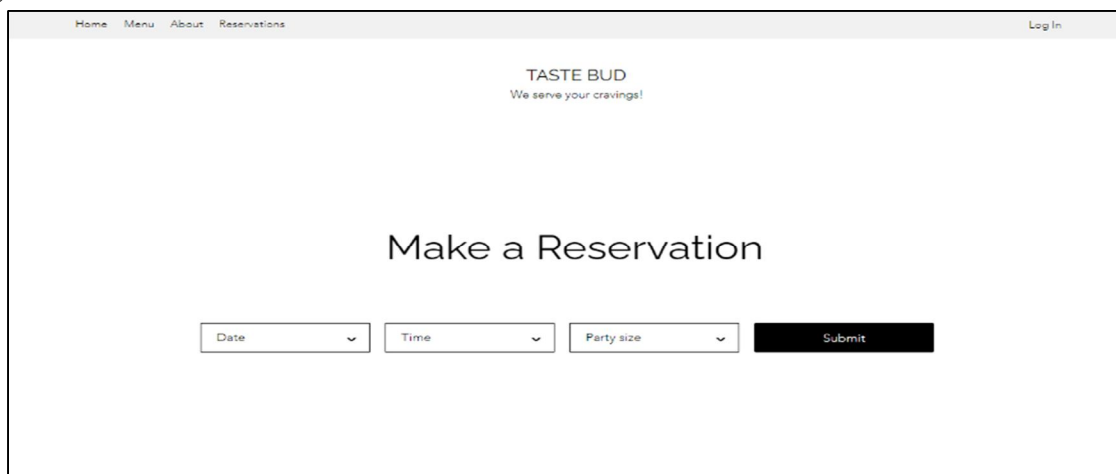 Home Menu About Reservations Log In
TASTE BUD
We serve your cravings!
Make a Reservation
Date Time Party size Submit